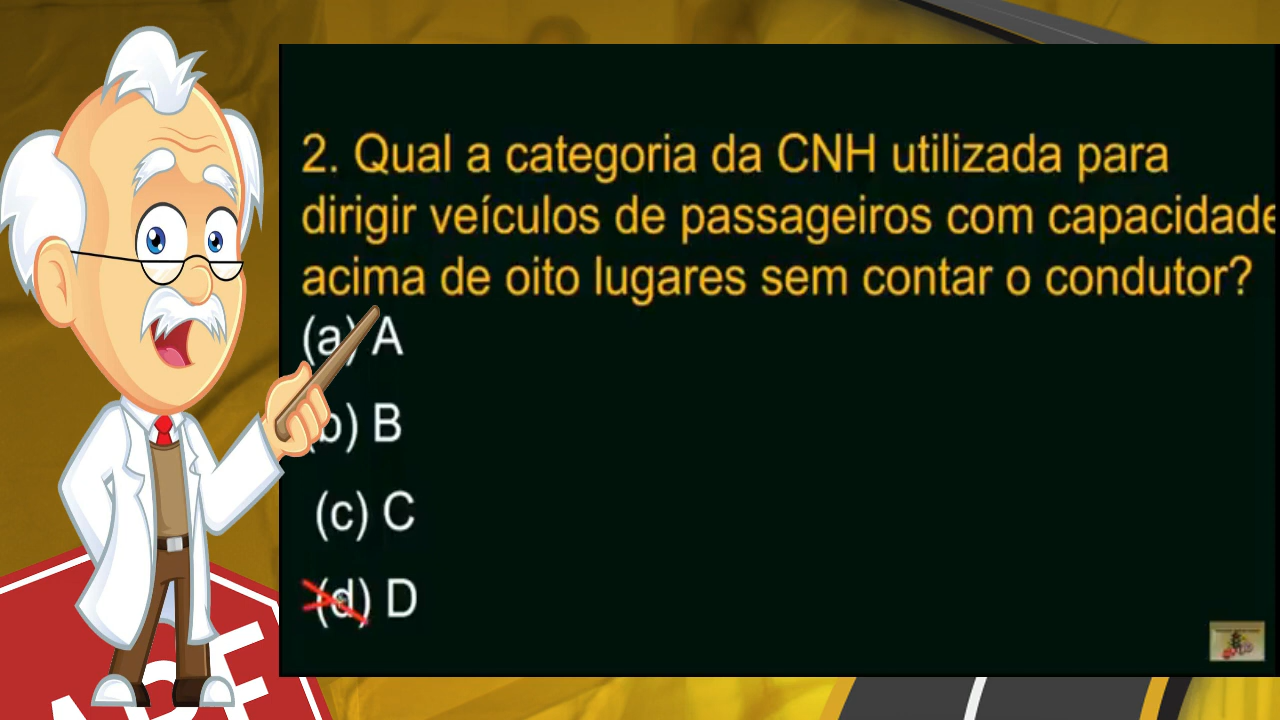 2. Qual a categoria da CNH utilizada para
dirigir veículos de passageiros com capacidade
acima de oito lugares sem contar o condutor?
(a) A
(b) B
(c) C
(d) D